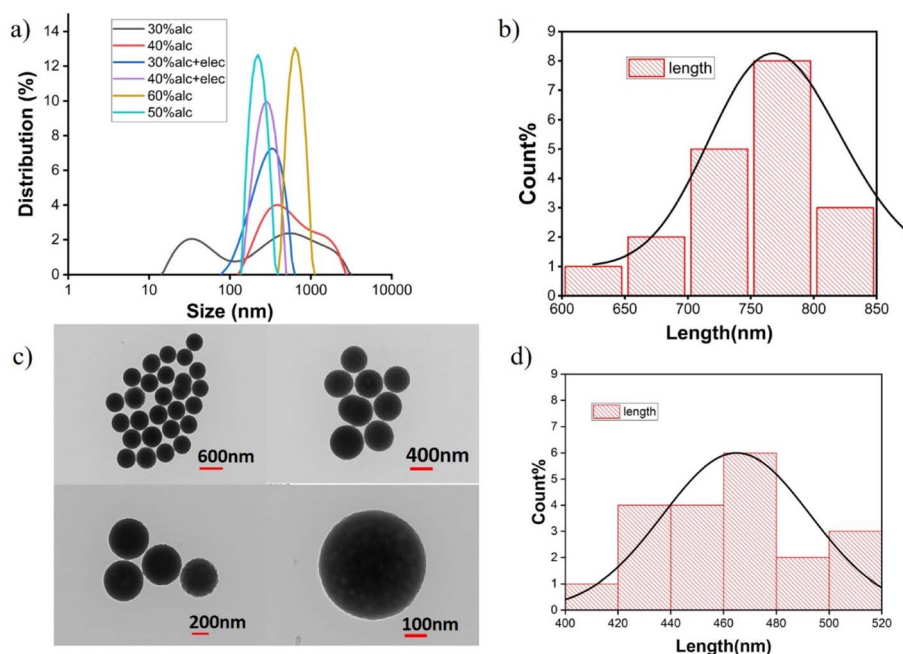 a)
14
12
10
8
6
4
2
0
Distribution (%)
30%alc
40%alc
30%alc+elec
40%alc+elec
60%alc
50%alc
1 10 100 1000 10000
Size (nm)
b)
9
8
7
6
5
4
3
2
1
0
Count%
length
600 650 700 750 800 850
Length(nm)
c)
600nm
400nm
200nm
100nm
d)
9
8
7
6
5
4
3
2
1
0
Count%
length
400 420 440 460 480 500 520
Length(nm)